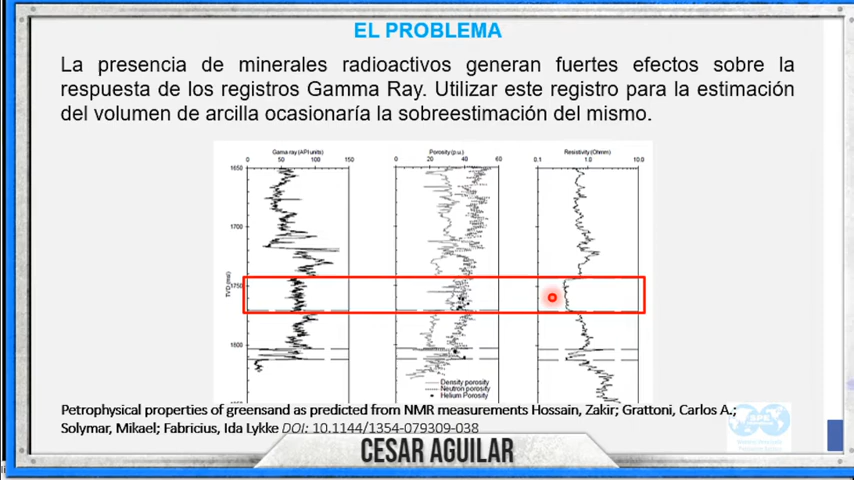 EL PROBLEMA
La presencia de minerales radioactivos generan fuertes efectos sobre la
respuesta de los registros Gamma Ray. Utilizar este registro para la estimación
del volumen de arcilla ocasionaría la sobreestimación del mismo.
Gama ray (API units) Porosity (p.u.) Resistivity (Ohmm)
0 50 100 150 0 20 40 60 0.1 1.0 10.0
1650
1700
1750
TVD (msl)
1800
Density porosity
Neutron porosity
Helium Porosity
Petrophysical properties of greensand as predicted from NMR measurements Hossain, Zakir; Grattoni, Carlos A.;
Solymar, Mikael; Fabricius, Ida Lykke DOI: 10.1144/1354-079309-038
SPE
CESAR AGUILAR